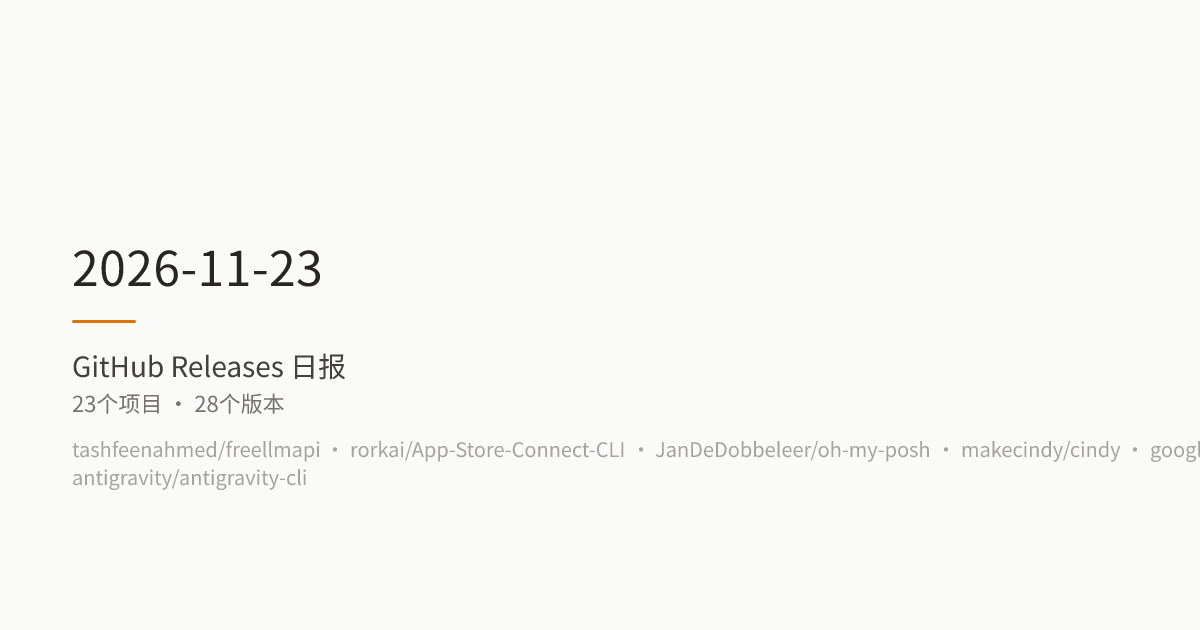 2026-11-23
GitHub Releases 日报
23个项目 · 28个版本
tashfeenahmed/freellmapi · rorkai/App-Store-Connect-CLI · JanDeDobbeleer/oh-my-posh · makecindy/cindy ·
antigravity/antigravity-cli